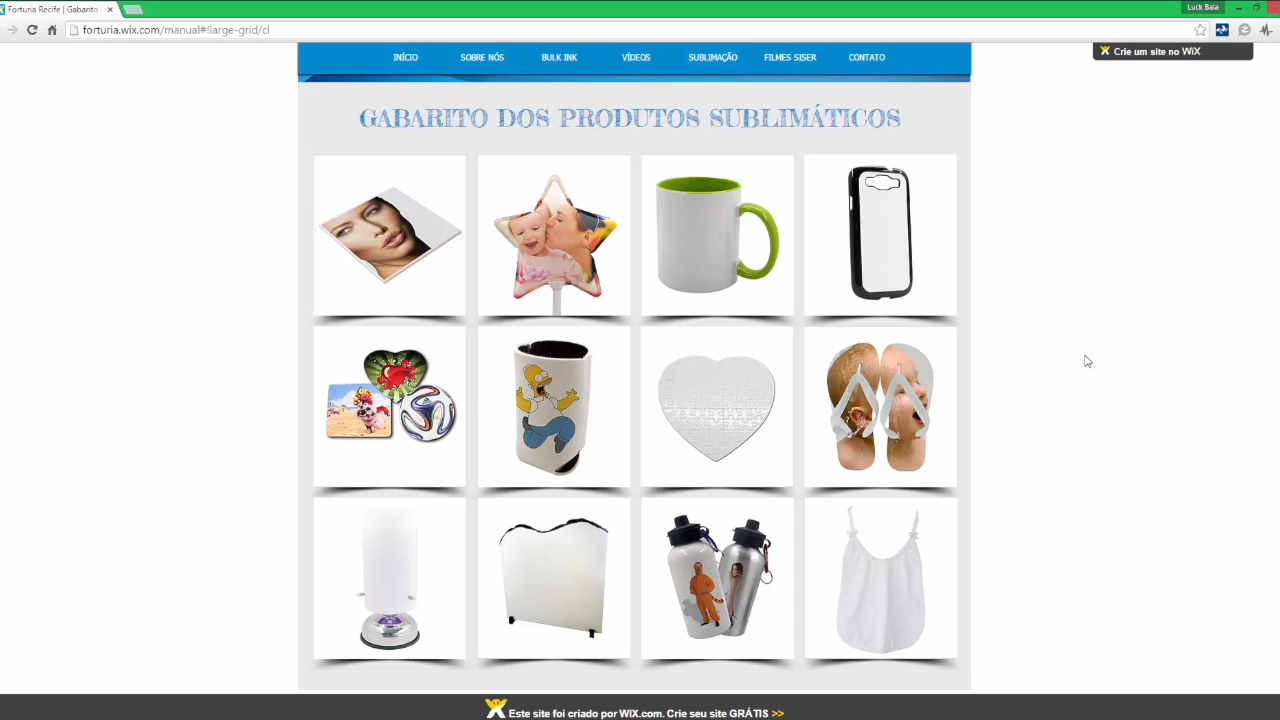 Forturia Recife | Gabarito
Luck Baia
forturia.wix.com/manual#!large-grid/cl
INÍCIO
SOBRE NÓS
BULK INK
VÍDEOS
SUBLIMAÇÃO
FILMES SISER
CONTATO
Crie um site no WiX
GABARITO DOS PRODUTOS SUBLIMÁTICOS
Este site foi criado por WIX.com. Crie seu site GRÁTIS >>